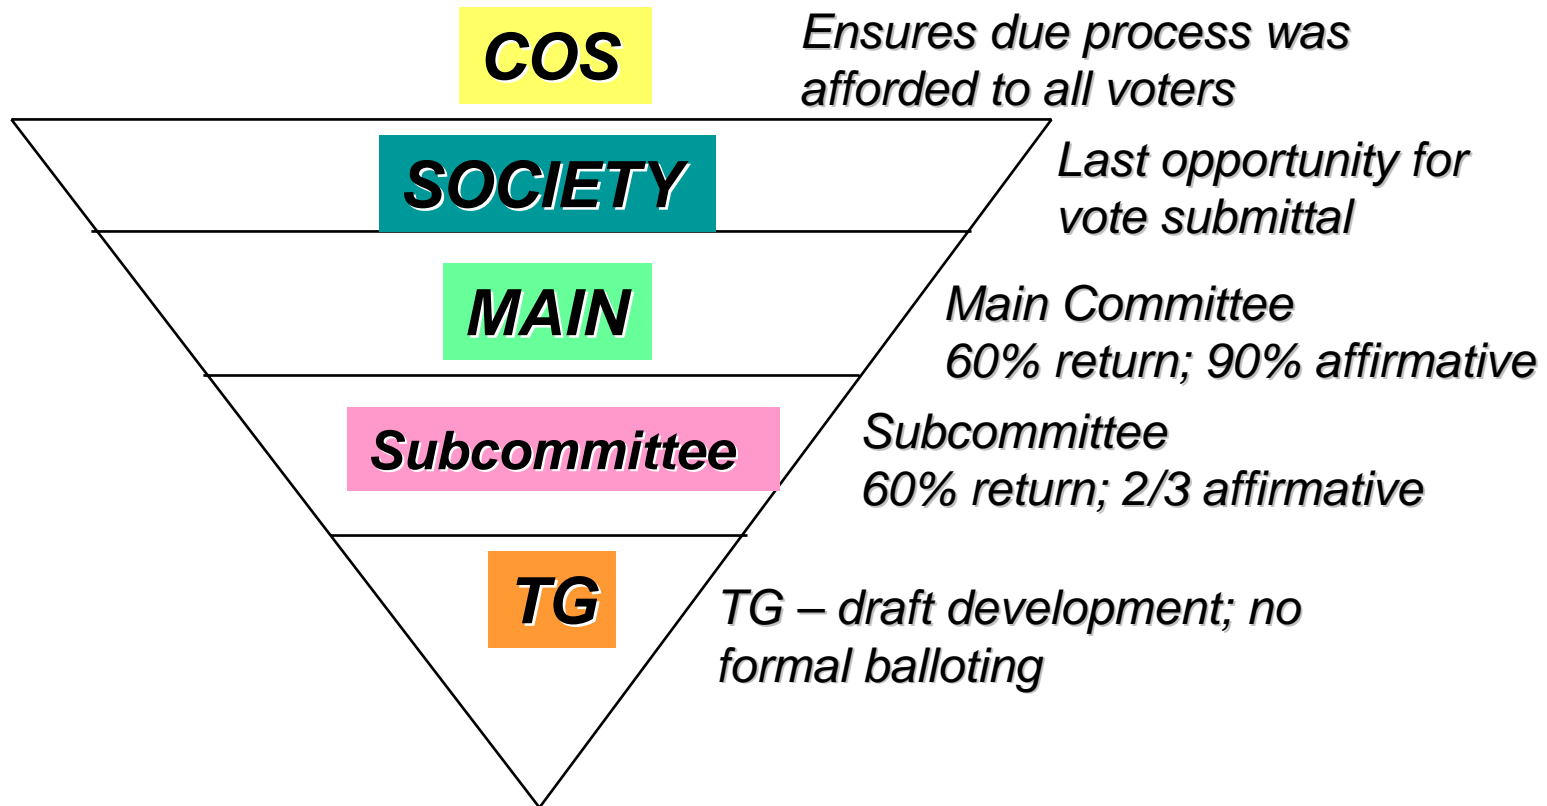 COS
Ensures due process was
afforded to all voters
SOCIETY
Last opportunity for
vote submittal
MAIN
Main Committee
60% return; 90% affirmative
Subcommittee
Subcommittee
60% return; 2/3 affirmative
TG
TG – draft development; no
formal balloting